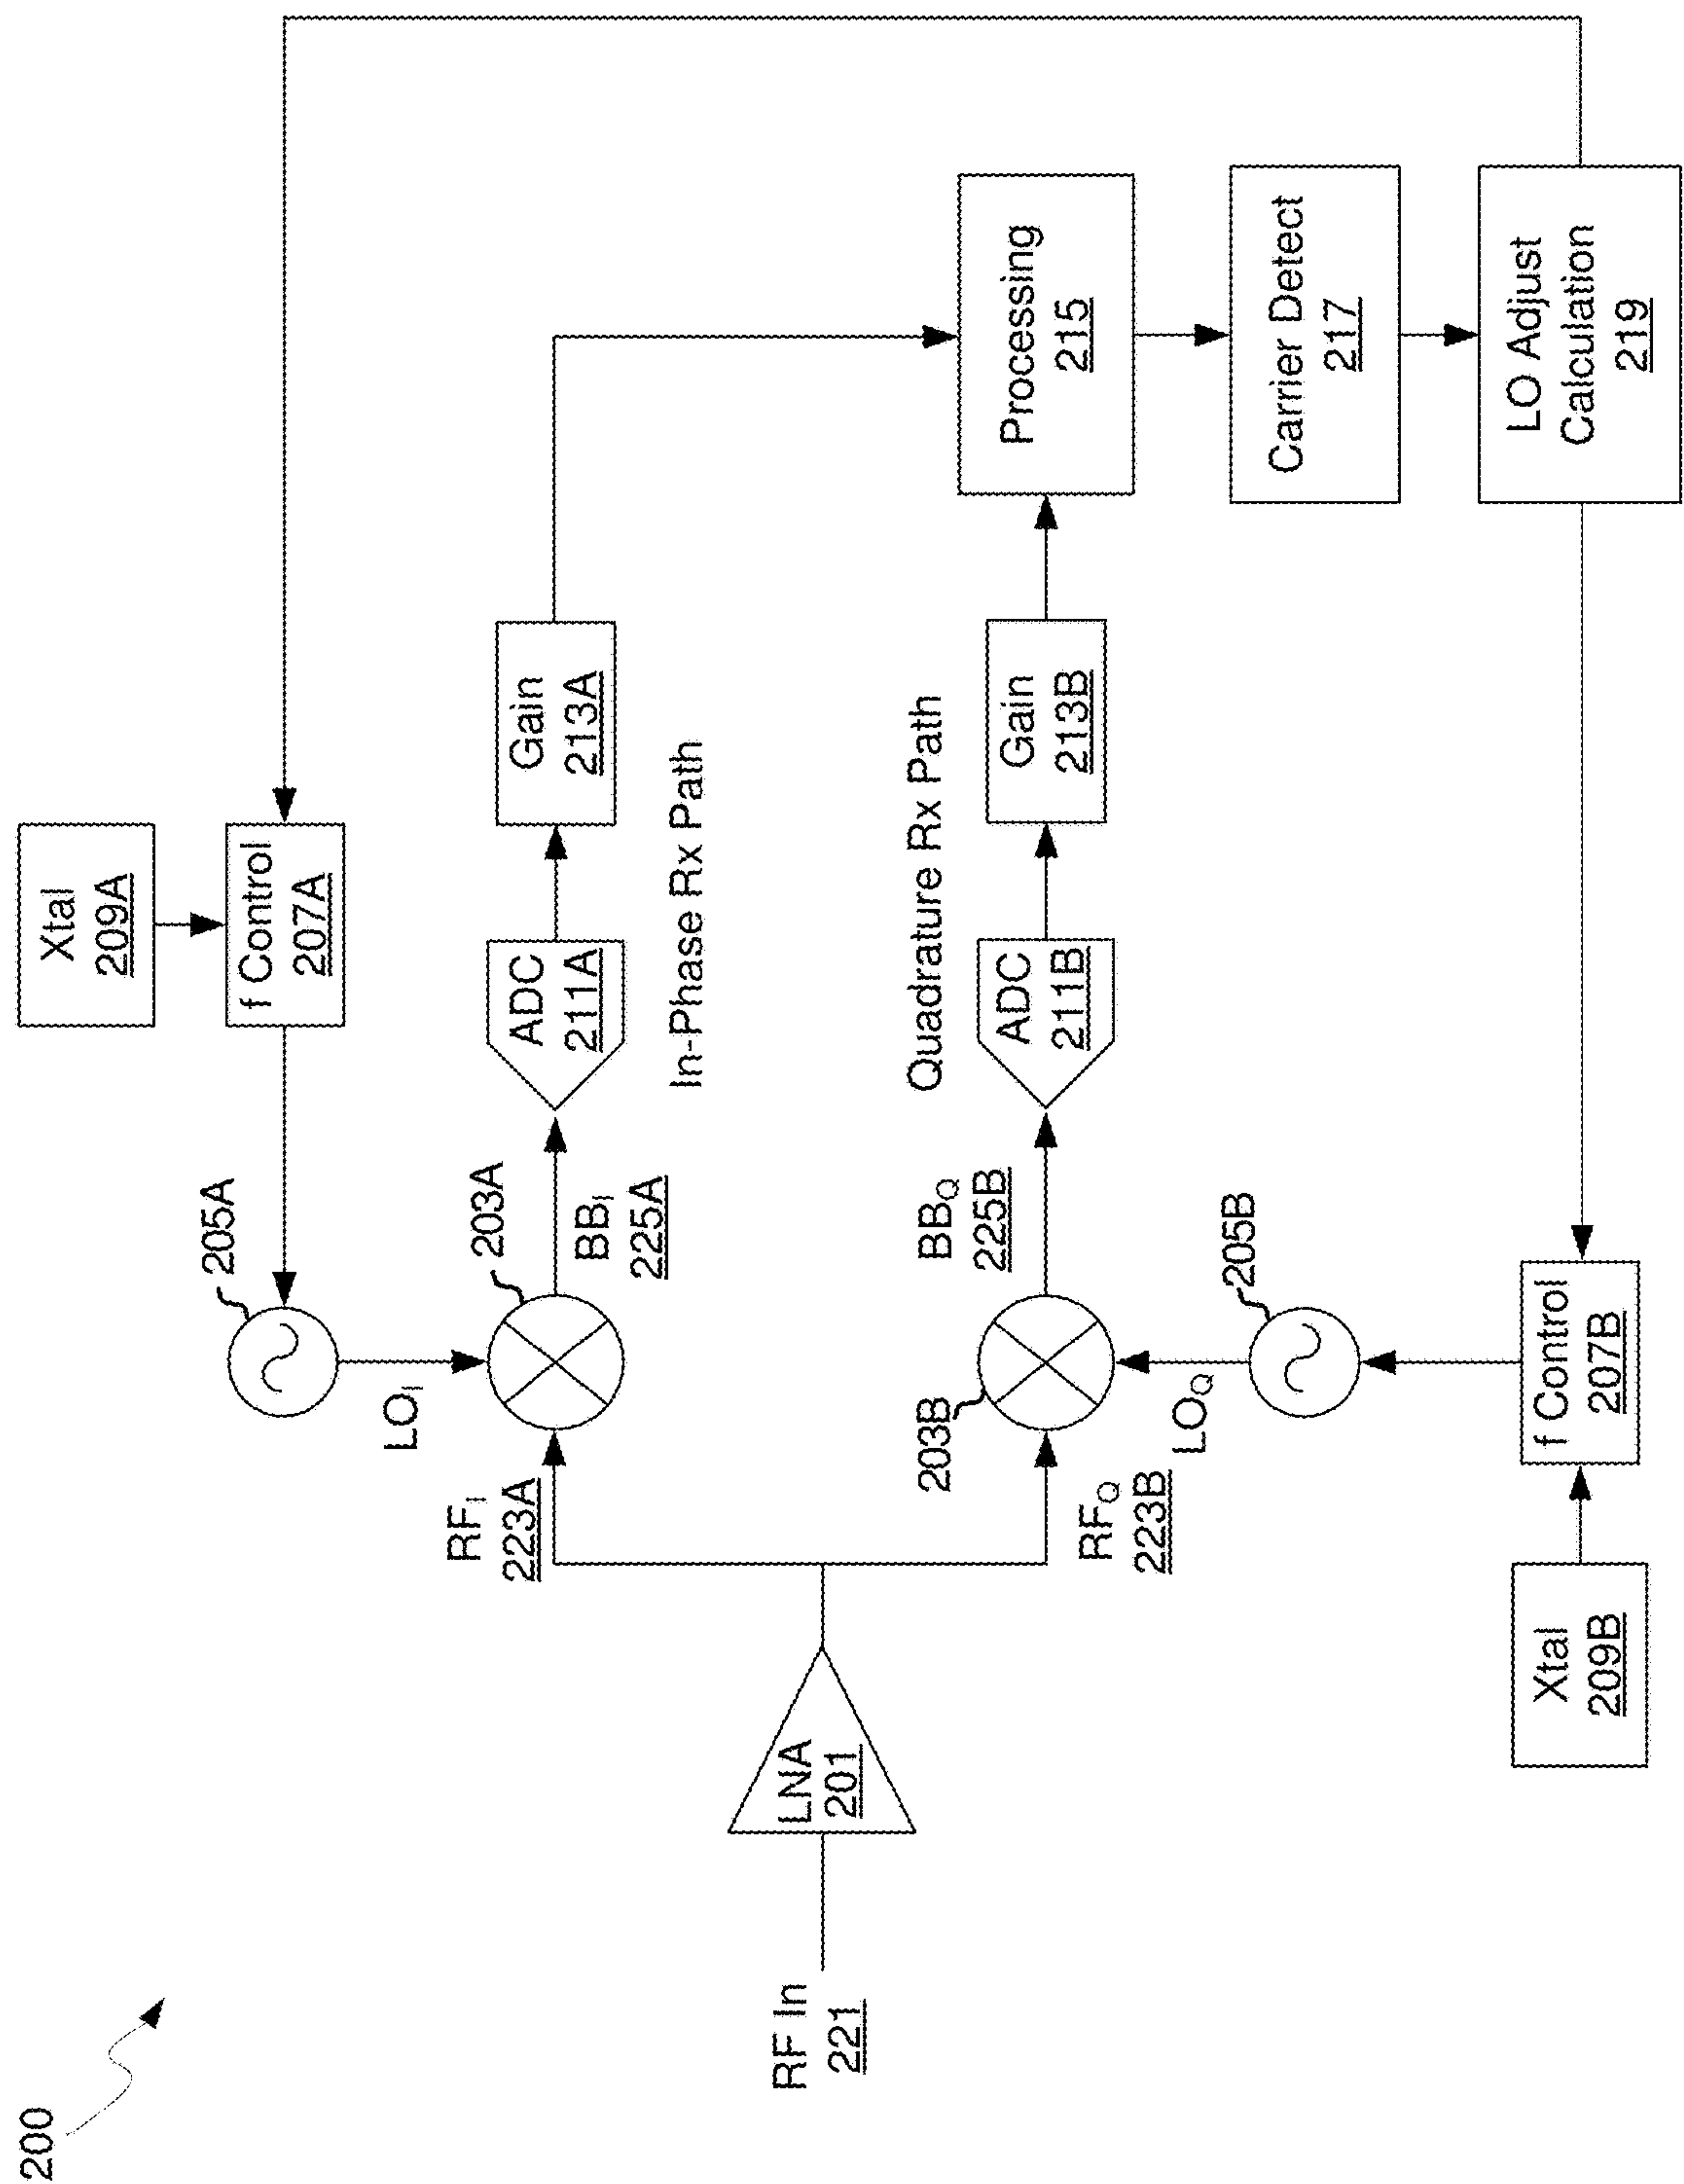 200
Xtal
209A
f Control
207A
205A
LO_I
RF_I
223A
203A
BB_I
225A
ADC
211A
Gain
213A
In-Phase Rx Path
RF In
221
LNA
201
Quadrature Rx Path
203B
BB_Q
225B
ADC
211B
Gain
213B
Processing
215
RF_Q
223B
LO_Q
205B
Carrier Detect
217
Xtal
209B
f Control
207B
LO Adjust
Calculation
219